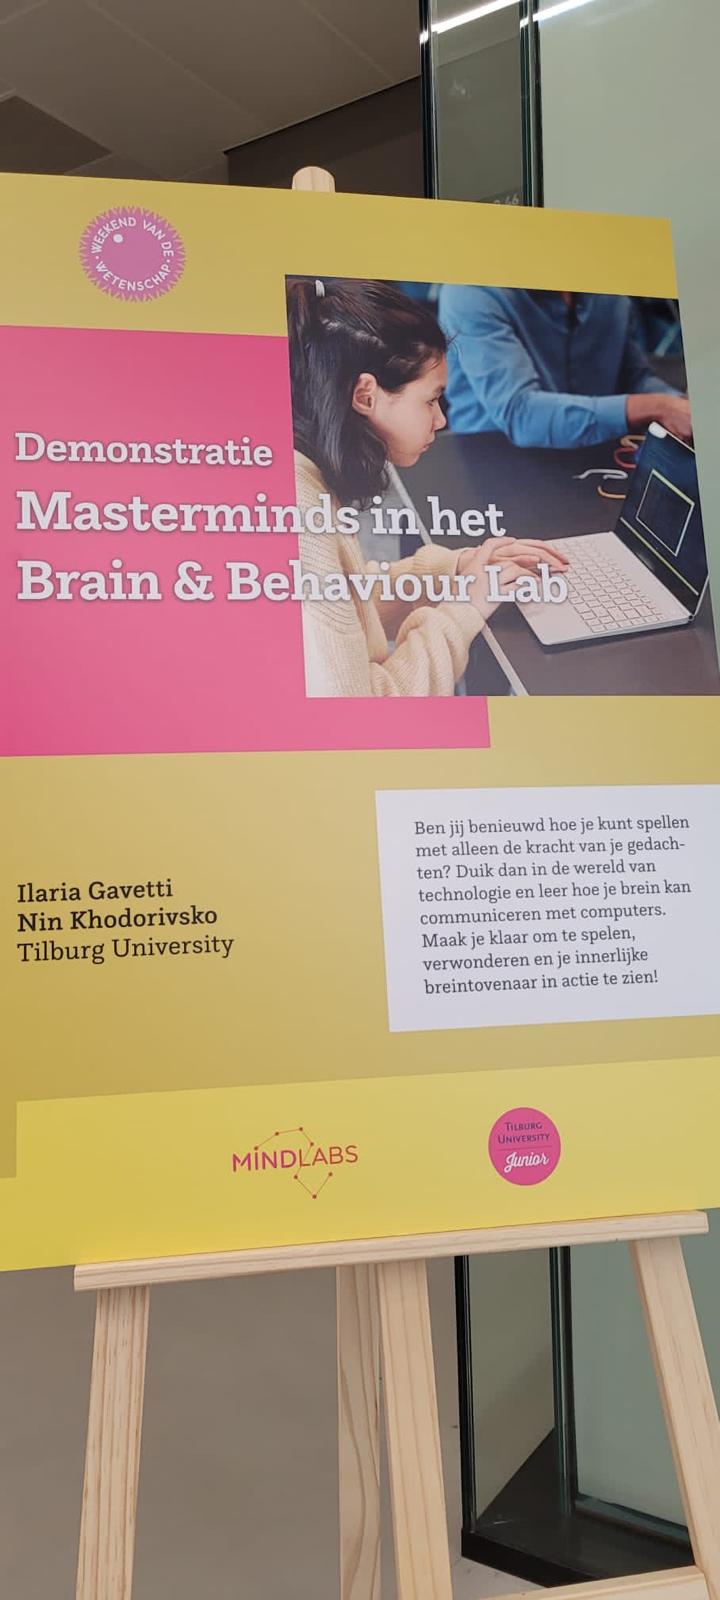 WEEKEND VAN DE
WETENSCHAP
Demonstratie
Masterminds in het
Brain & Behaviour Lab
Ilaria Gavetti
Nin Khodorivsko
Tilburg University
Ben jij benieuwd hoe je kunt spellen
met alleen de kracht van je gedach-
ten? Duik dan in de wereld van
technologie en leer hoe je brein kan
communiceren met computers.
Maak je klaar om te spelen,
verwonderen en je innerlijke
breintovenaar in actie te zien!
MINDLABS
TILBURG
UNIVERSITY
Junior